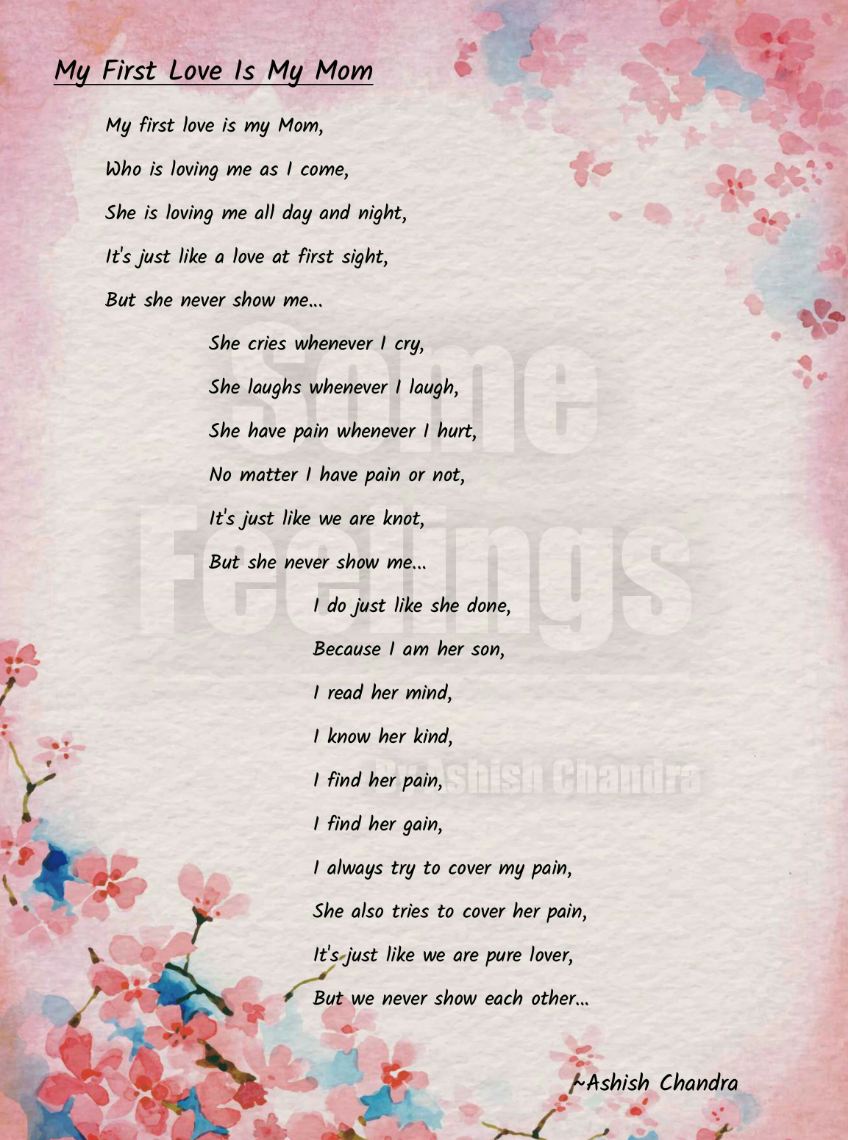 My First Love Is My Mom
My first love is my Mom,
Who is loving me as I come,
She is loving me all day and night,
It's just like a love at first sight,
But she never show me...
She cries whenever I cry,
She laughs whenever I laugh,
She have pain whenever I hurt,
No matter I have pain or not,
It's just like we are knot,
But she never show me...
I do just like she done,
Because I am her son,
I read her mind,
I know her kind,
I find her pain,
I find her gain,
I always try to cover my pain,
She also tries to cover her pain,
It's just like we are pure lover,
But we never show each other...
~Ashish Chandra
Some
Feelings
By Ashish Chandra